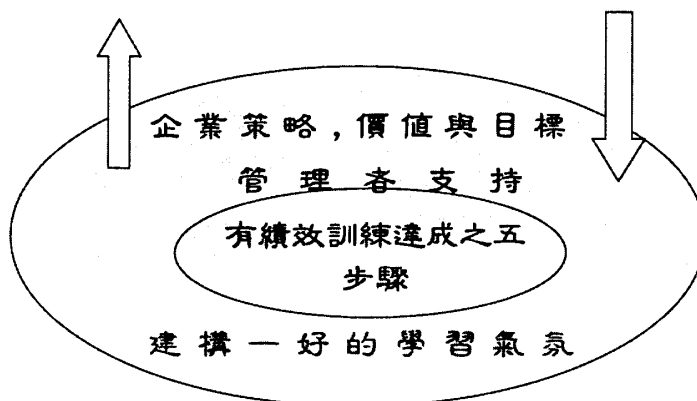 企業策略,價值與目標
管理者支持
有績效訓練達成之五
步驟
建構一好的學習氣氛